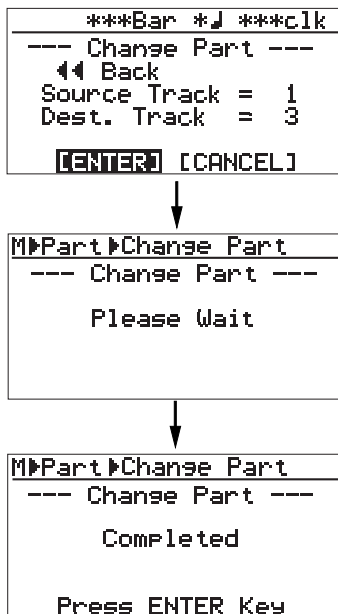 ***Bar *♩ ***clk
--- Change Part ---
◀◀ Back
Source Track = 1
Dest. Track = 3
[ENTER] [CANCEL]
M▶Part▶Change Part
--- Change Part ---
Please Wait
M▶Part▶Change Part
--- Change Part ---
Completed
Press ENTER Key